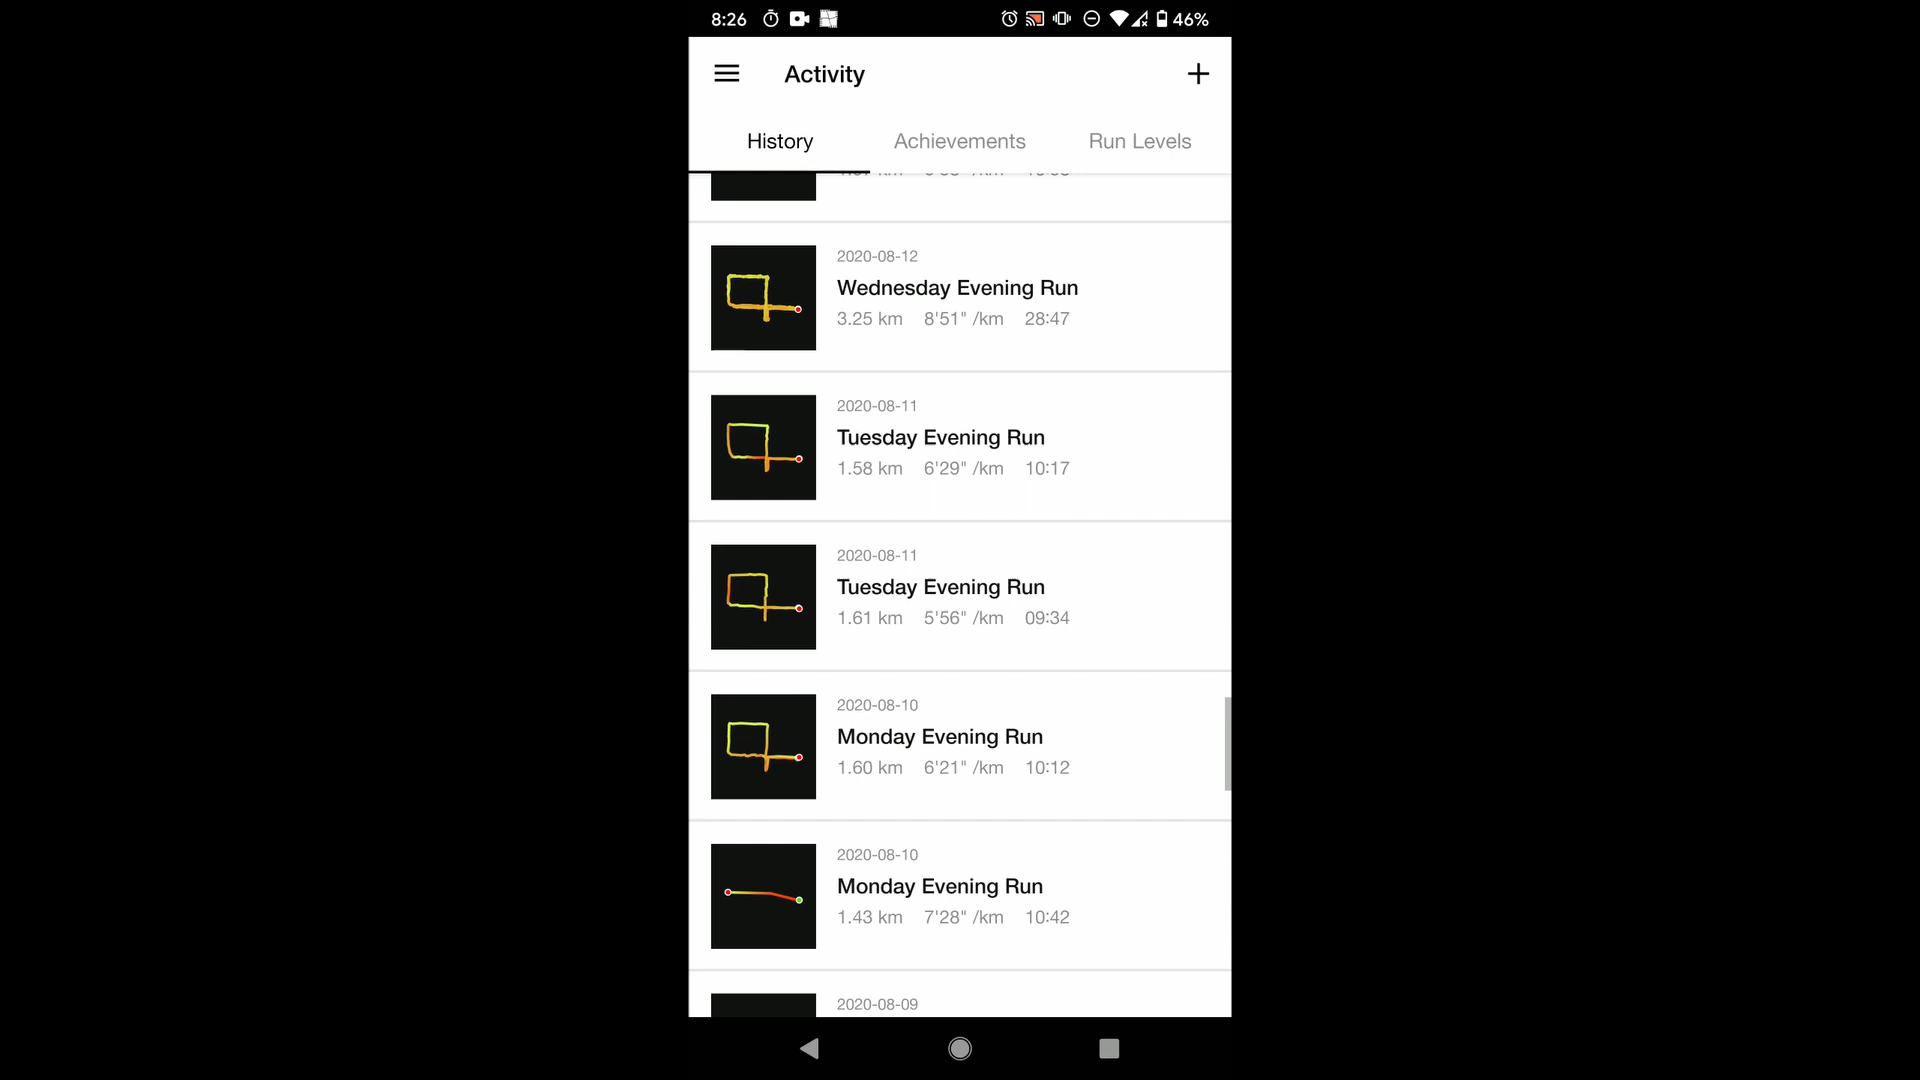 8:26 46%
Activity
History Achievements Run Levels
2020-08-12
Wednesday Evening Run
3.25 km 8'51" /km 28:47
2020-08-11
Tuesday Evening Run
1.58 km 6'29" /km 10:17
2020-08-11
Tuesday Evening Run
1.61 km 5'56" /km 09:34
2020-08-10
Monday Evening Run
1.60 km 6'21" /km 10:12
2020-08-10
Monday Evening Run
1.43 km 7'28" /km 10:42
2020-08-09